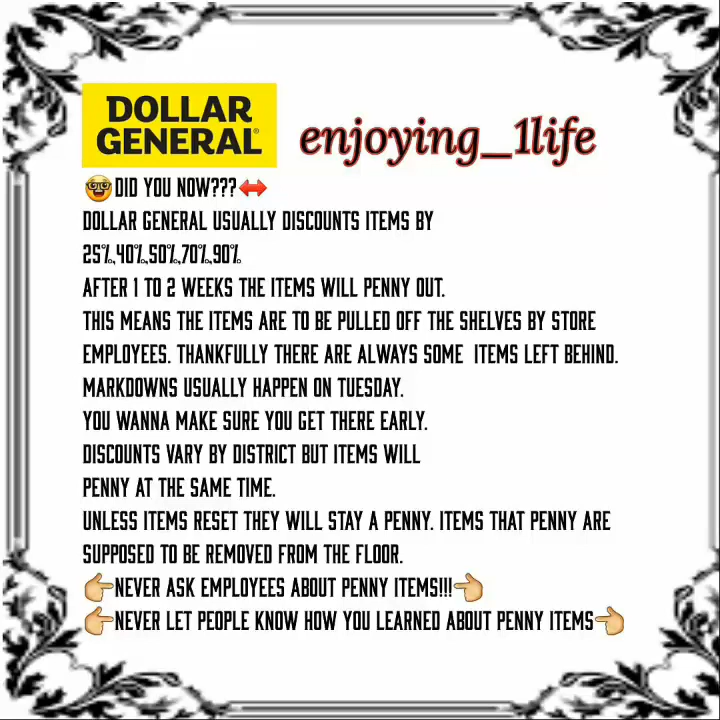 DOLLAR
GENERAL®
enjoying_1life
🤓DID YOU NOW???↔
DOLLAR GENERAL USUALLY DISCOUNTS ITEMS BY
25%,40%,50%,70%,90%
AFTER 1 TO 2 WEEKS THE ITEMS WILL PENNY OUT.
THIS MEANS THE ITEMS ARE TO BE PULLED OFF THE SHELVES BY STORE
EMPLOYEES. THANKFULLY THERE ARE ALWAYS SOME ITEMS LEFT BEHIND.
MARKDOWNS USUALLY HAPPEN ON TUESDAY.
YOU WANNA MAKE SURE YOU GET THERE EARLY.
DISCOUNTS VARY BY DISTRICT BUT ITEMS WILL
PENNY AT THE SAME TIME.
UNLESS ITEMS RESET THEY WILL STAY A PENNY. ITEMS THAT PENNY ARE
SUPPOSED TO BE REMOVED FROM THE FLOOR.
👉NEVER ASK EMPLOYEES ABOUT PENNY ITEMS!!!👈
👉NEVER LET PEOPLE KNOW HOW YOU LEARNED ABOUT PENNY ITEMS👈